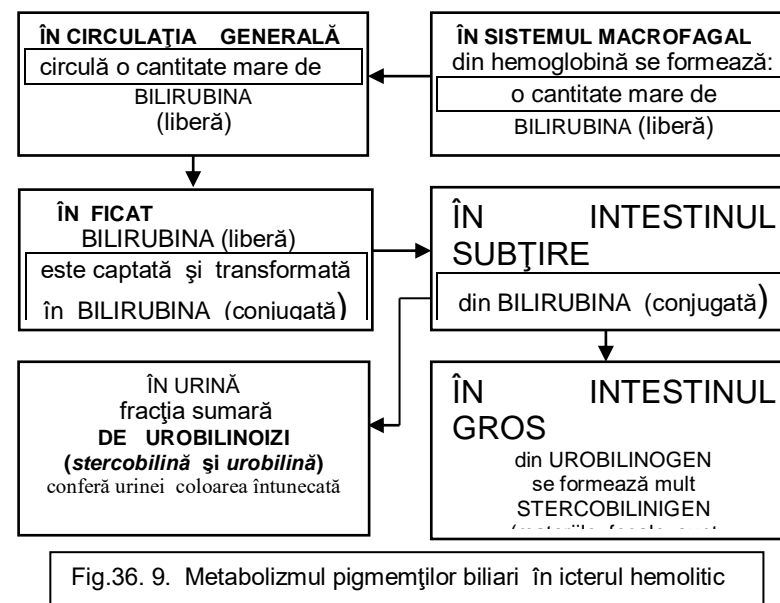 ÎN CIRCULAŢIA GENERALĂ
circulă o cantitate mare de
BILIRUBINA
(liberă)
ÎN SISTEMUL MACROFAGAL
din hemoglobină se formează:
o cantitate mare de
BILIRUBINA (liberă)
ÎN FICAT
BILIRUBINA (liberă)
este captată şi transformată
în BILIRUBINA (conjugată)
ÎN INTESTINUL
SUBŢIRE
din BILIRUBINA (conjugată)
ÎN URINĂ
fracţia sumară
DE UROBILINOIZI
(stercobilină şi urobilină)
conferă urinei coloarea întunecată
ÎN INTESTINUL
GROS
din UROBILINOGEN
se formează mult
STERCOBILINIGEN
Fig.36. 9. Metabolizmul pigmemţilor biliari în icterul hemolitic